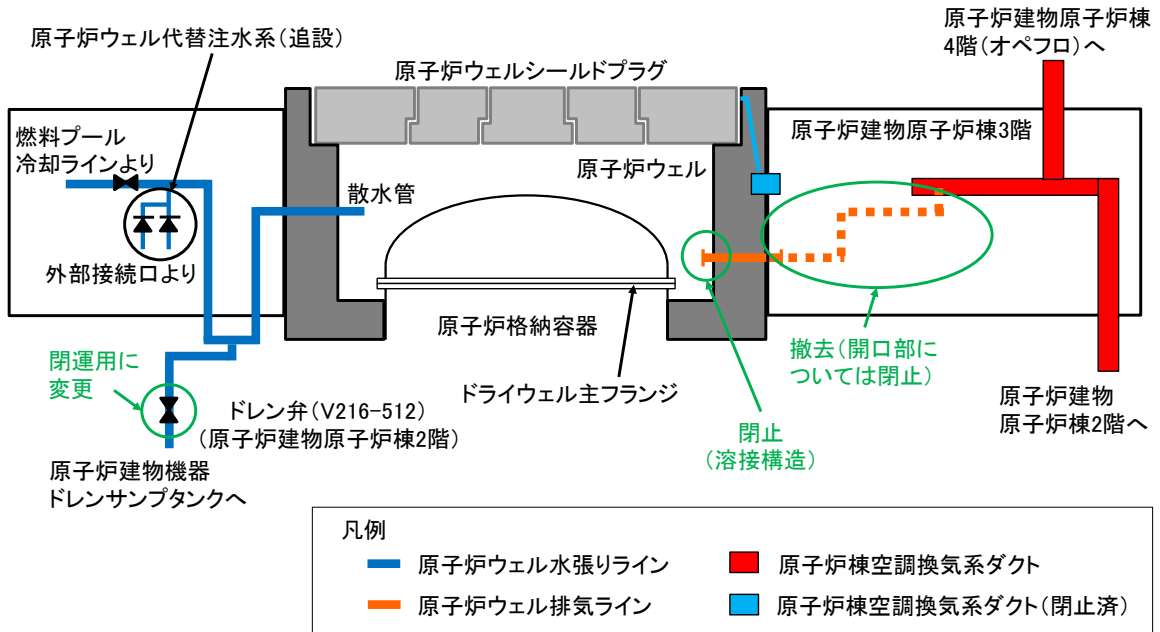 原子炉建物原子炉棟
4階（オペフロ）へ
原子炉ウェル代替注水系（追設）
原子炉ウェルシールドプラグ
燃料プール
冷却ラインより
原子炉建物原子炉棟3階
原子炉ウェル
散水管
外部接続口より
原子炉格納容器
閉運用に
変更
撤去（開口部に
ついては閉止）
ドライウェル主フランジ
ドレン弁（V216-512）
（原子炉建物原子炉棟2階）
原子炉建物
原子炉棟2階へ
閉止
（溶接構造）
原子炉建物機器
ドレンサンプタンクへ
凡例
原子炉ウェル水張りライン
原子炉棟空調換気系ダクト
原子炉ウェル排気ライン
原子炉棟空調換気系ダクト（閉止済）